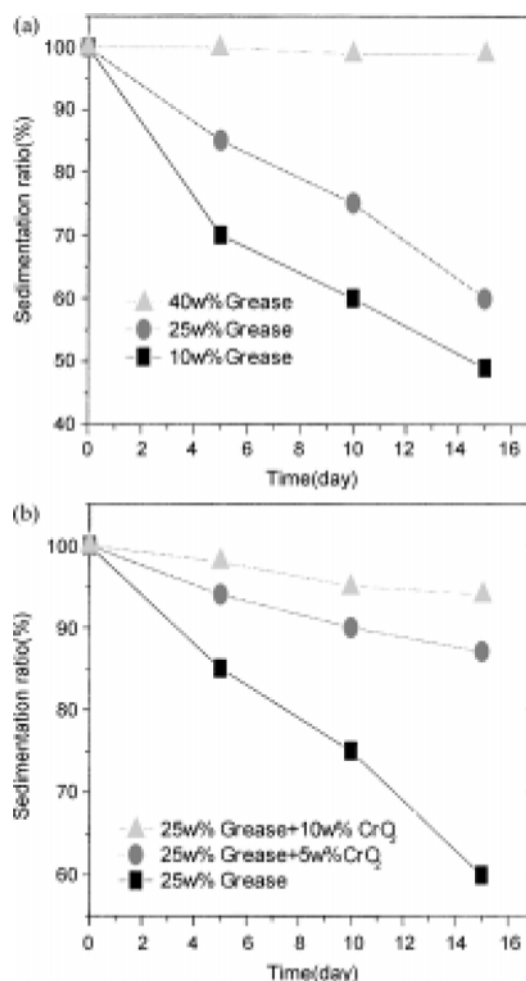 (a)
100
90
80
70
60
50
40
Sedimentation ratio(%)
40w% Grease
25w% Grease
10w% Grease
0 2 4 6 8 10 12 14 16
Time(day)
(b)
100
90
80
70
60
Sedimentation ratio(%)
25w% Grease+10w% CrO₂
25w% Grease+5w%CrO₂
25w% Grease
0 2 4 6 8 10 12 14 16
Time(day)